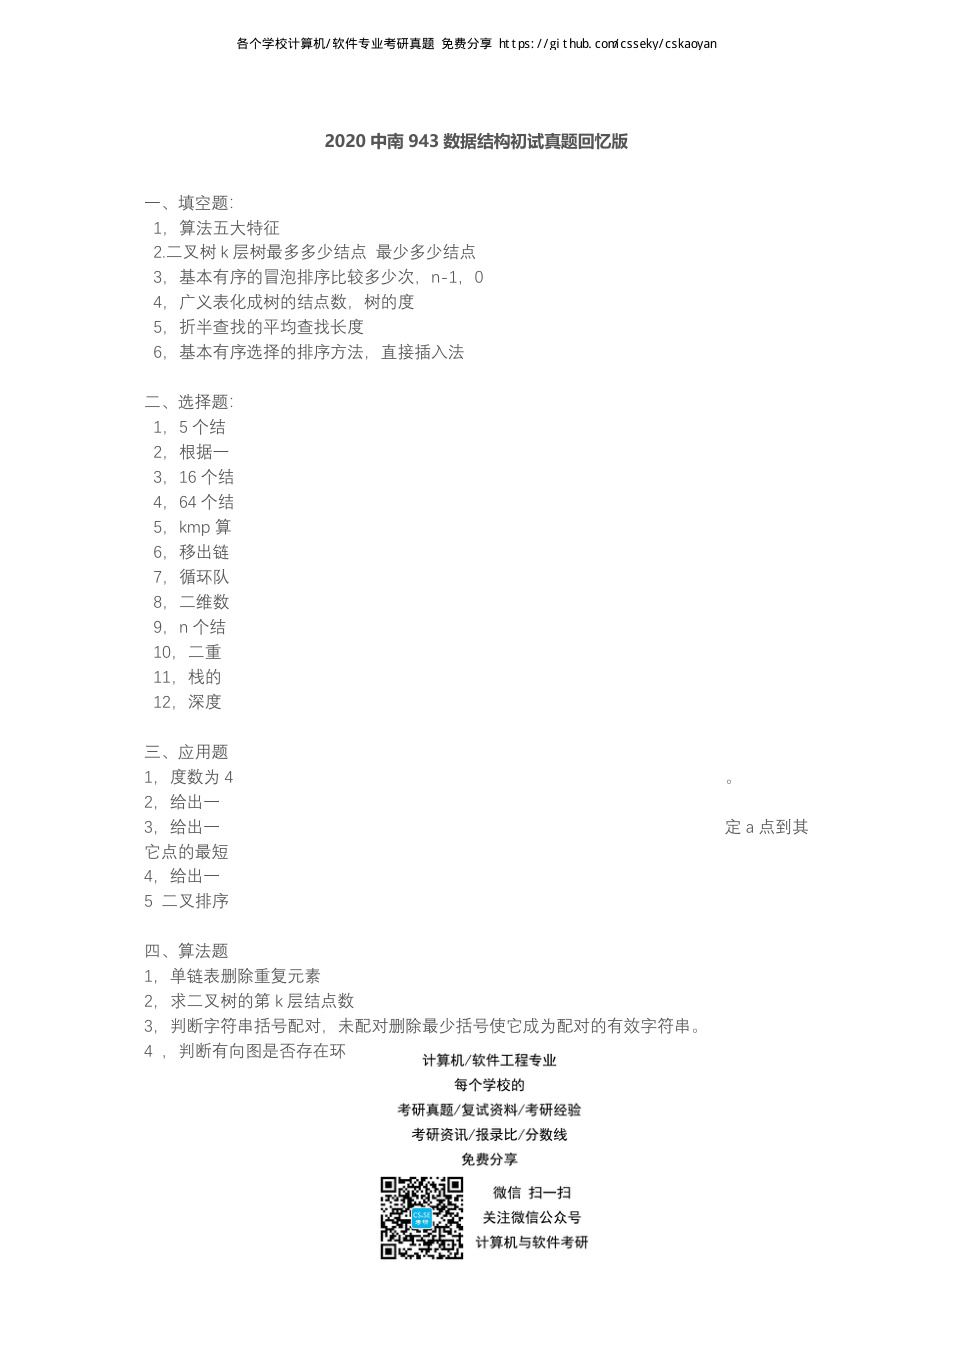 各个学校计算机/软件专业考研真题 免费分享 https://github.com/csseky/cskaoyan
2020 中南 943 数据结构初试真题回忆版
一、填空题:
1，算法五大特征
2.二叉树 k 层树最多多少结点 最少多少结点
3，基本有序的冒泡排序比较多少次，n-1，0
4，广义表化成树的结点数，树的度
5，折半查找的平均查找长度
6，基本有序选择的排序方法，直接插入法
二、选择题:
1，5 个结
2，根据一
3，16 个结
4，64 个结
5，kmp 算
6，移出链
7，循环队
8，二维数
9，n 个结
10，二重
11，栈的
12，深度
三、应用题
1，度数为 4 。
2，给出一
3，给出一 定 a 点到其
它点的最短
4，给出一
5 二叉排序
四、算法题
1，单链表删除重复元素
2，求二叉树的第 k 层结点数
3，判断字符串括号配对，未配对删除最少括号使它成为配对的有效字符串。
4 ，判断有向图是否存在环
计算机/软件工程专业
每个学校的
考研真题/复试资料/考研经验
考研资讯/报录比/分数线
免费分享
微信 扫一扫
关注微信公众号
计算机与软件考研
CS-SE
考研